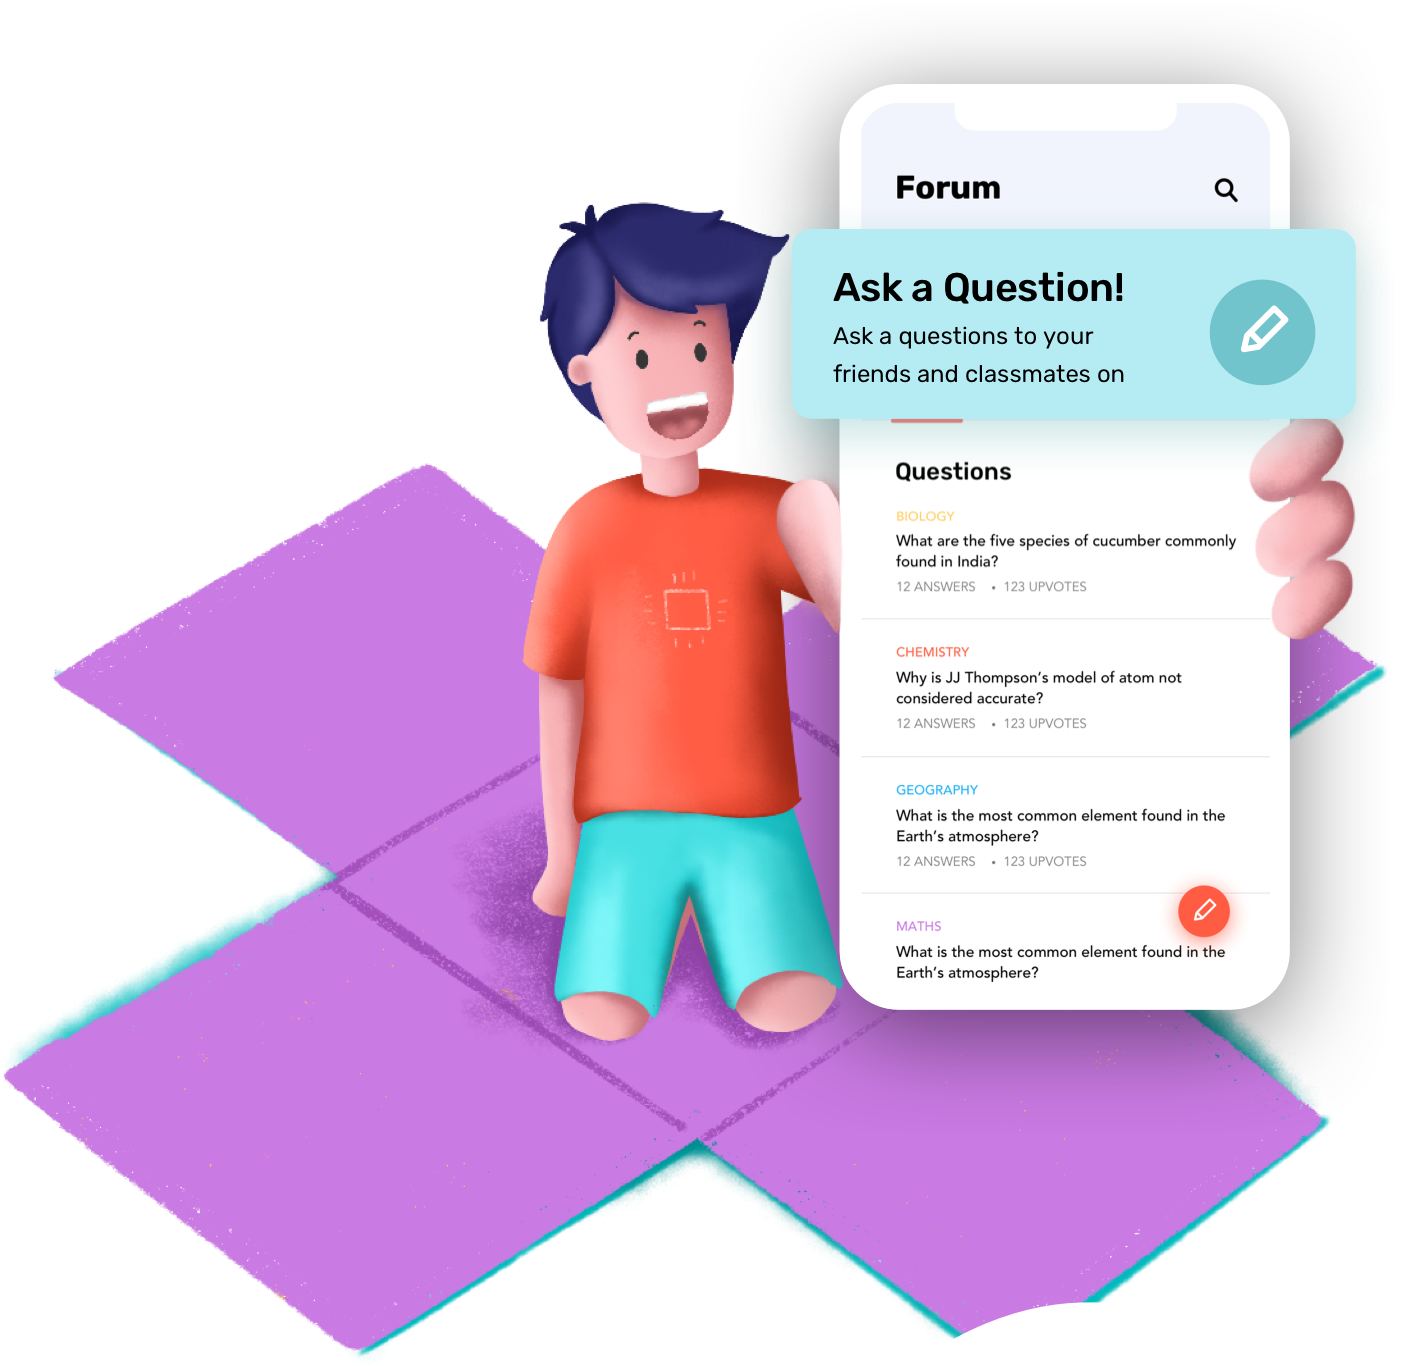 Forum
Ask a Question!
Ask a questions to your
friends and classmates on
Questions
BIOLOGY
What are the five species of cucumber commonly
found in India?
12 ANSWERS • 123 UPVOTES
CHEMISTRY
Why is JJ Thompson’s model of atom not
considered accurate?
12 ANSWERS • 123 UPVOTES
GEOGRAPHY
What is the most common element found in the
Earth’s atmosphere?
12 ANSWERS • 123 UPVOTES
MATHS
What is the most common element found in the
Earth’s atmosphere?